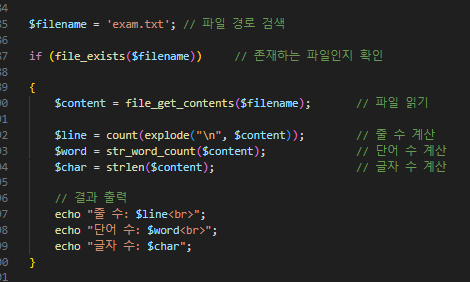 84
85 $filename = 'exam.txt'; // 파일 경로 검색
86
87 if (file_exists($filename)) // 존재하는 파일인지 확인
88
89 {
90 $content = file_get_contents($filename); // 파일 읽기
91
92 $line = count(explode("\n", $content)); // 줄 수 계산
93 $word = str_word_count($content); // 단어 수 계산
94 $char = strlen($content); // 글자 수 계산
95
96 // 결과 출력
97 echo "줄 수: $line<br>";
98 echo "단어 수: $word<br>";
99 echo "글자 수: $char";
00 }
01